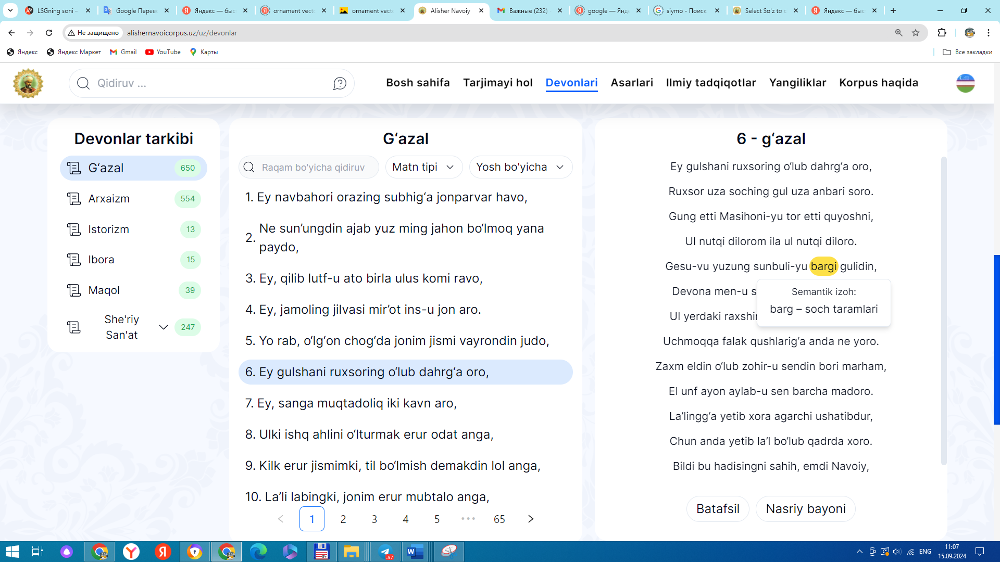 LSGning soni –
Google Перев
Яндекс — быст
ornament vecto
ornament vecto
Alisher Navoiy
Важные (232)
google — Янде
siymo - Поиск
Select So'z to c
Яндекс — быст
Не защищено
alishernavoicorpus.uz/uz/devonlar
Яндекс
Яндекс Маркет
Gmail
YouTube
Карты
Все закладки
Qidiruv ...
Bosh sahifa
Tarjimayi hol
Devonlari
Asarlari
Ilmiy tadqiqotlar
Yangiliklar
Korpus haqida
Devonlar tarkibi
G‘azal 650
Arxaizm 554
Istorizm 13
Ibora 15
Maqol 39
She'riy
San'at
247
G‘azal
Raqam bo'yicha qidiruv
Matn tipi
Yosh bo'yicha
1. Ey navbahori orazing subhig‘a jonparvar havo,
2. Ne sun’ungdin ajab yuz ming jahon bo‘lmoq yana
paydo,
3. Ey, qilib lutf-u ato birla ulus komi ravo,
4. Ey, jamoling jilvasi mir’ot ins-u jon aro.
5. Yo rab, o‘lg‘on chog‘da jonim jismi vayrondin judo,
6. Ey gulshani ruxsoring o‘lub dahrg‘a oro,
7. Ey, sanga muqtadoliq iki kavn aro,
8. Ulki ishq ahlini o‘lturmak erur odat anga,
9. Kilk erur jismimki, til bo‘lmish demakdin lol anga,
10. La’li labingki, jonim erur mubtalo anga,
1 2 3 4 5 ••• 65
6 - g‘azal
Ey gulshani ruxsoring o‘lub dahrg‘a oro,
Ruxsor uza soching gul uza anbari soro.
Gung etti Masihoni-yu tor etti quyoshni,
Ul nutqi dilorom ila ul nutqi diloro.
Gesu-vu yuzung sunbuli-yu bargi gulidin,
Devona men-u s
Semantik izoh:
barg – soch taramlari
Ul yerdaki raxshi
Uchmoqqa falak qushlarig‘a anda ne yoro.
Zaxm eldin o‘lub zohir-u sendin bori marham,
El unf ayon aylab-u sen barcha madoro.
La’lingg‘a yetib xora agarchi ushatibdur,
Chun anda yetib la’l bo‘lub qadrda xoro.
Bildi bu hadisingni sahih, emdi Navoiy,
Batafsil
Nasriy bayoni
.97
ENG
11:07
15.09.2024